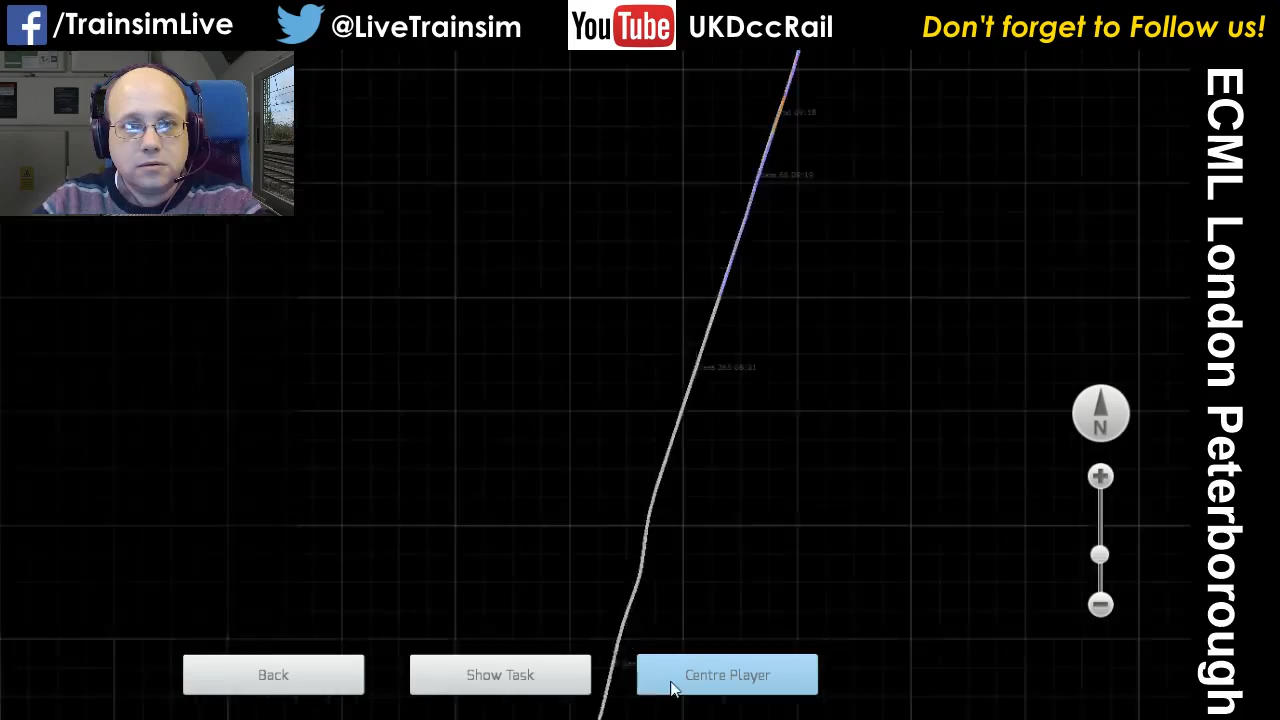 /TrainsimLive
@LiveTrainsim
YouTube
UKDccRail
Don't forget to Follow us!
ECML London Peterborough
N
Back
Show Task
Centre Player